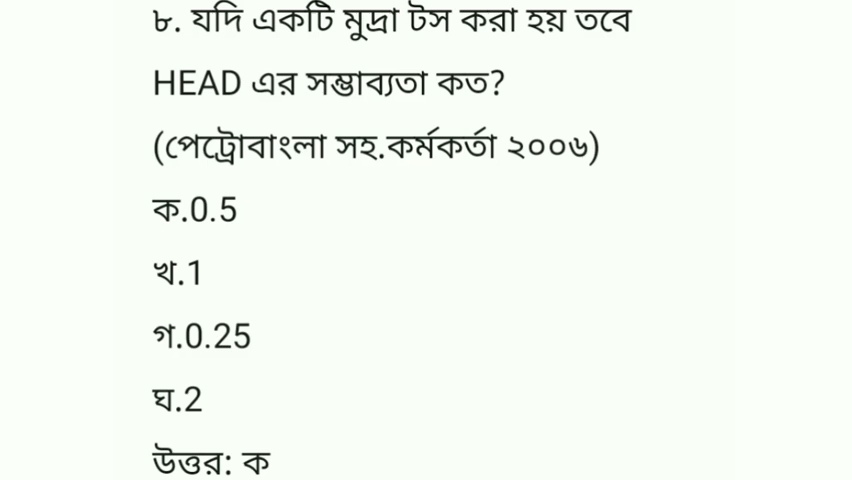 ৮. যদি একটি মুদ্রা টস করা হয় তবে
HEAD এর সম্ভাব্যতা কত?
(পেট্রোবাংলা সহ.কর্মকর্তা ২০০৬)
ক.0.5
খ.1
গ.0.25
ঘ.2
উত্তর: ক